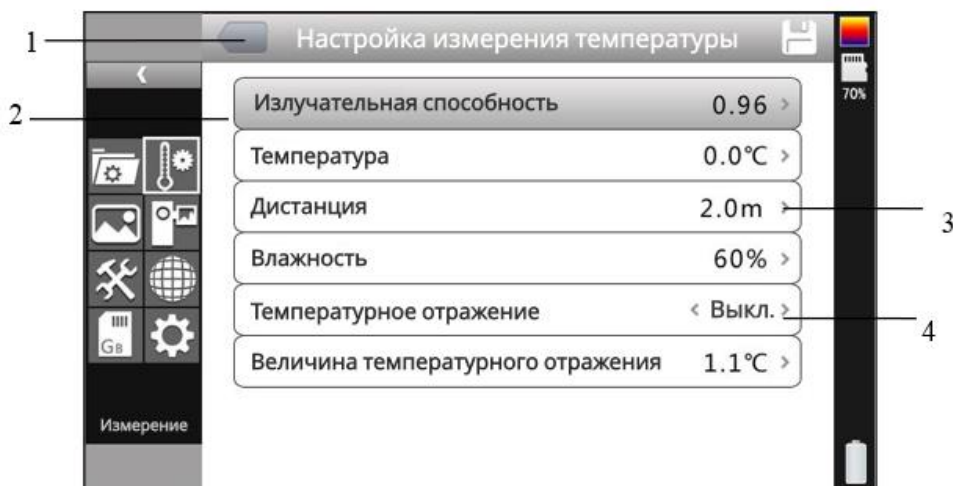 1
Настройка измерения температуры
70%
2
Излучательная способность 0.96 >
Температура 0.0℃ >
Дистанция 2.0m >
3
Влажность 60% >
Температурное отражение < Выкл. >
4
GB
Величина температурного отражения 1.1℃ >
Измерение